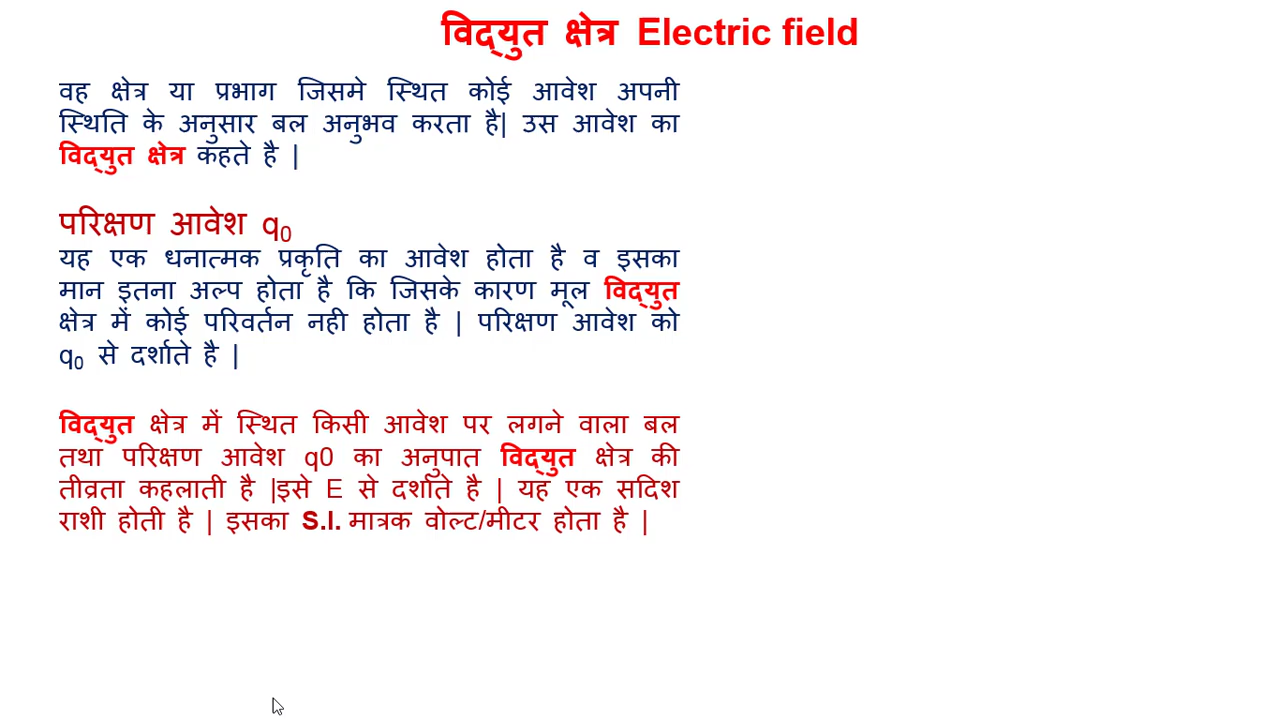 विद्युत क्षेत्र Electric field
वह क्षेत्र या प्रभाग जिसमे स्थित कोई आवेश अपनी
स्थिति के अनुसार बल अनुभव करता है| उस आवेश का
विद्युत क्षेत्र कहते है |
परिक्षण आवेश q₀
यह एक धनात्मक प्रकृति का आवेश होता है व इसका
मान इतना अल्प होता है कि जिसके कारण मूल विद्युत
क्षेत्र में कोई परिवर्तन नही होता है | परिक्षण आवेश को
q₀ से दर्शाते है |
विद्युत क्षेत्र में स्थित किसी आवेश पर लगने वाला बल
तथा परिक्षण आवेश q0 का अनुपात विद्युत क्षेत्र की
तीव्रता कहलाती है |इसे E से दर्शाते है | यह एक सदिश
राशी होती है | इसका S.I. मात्रक वोल्ट/मीटर होता है |